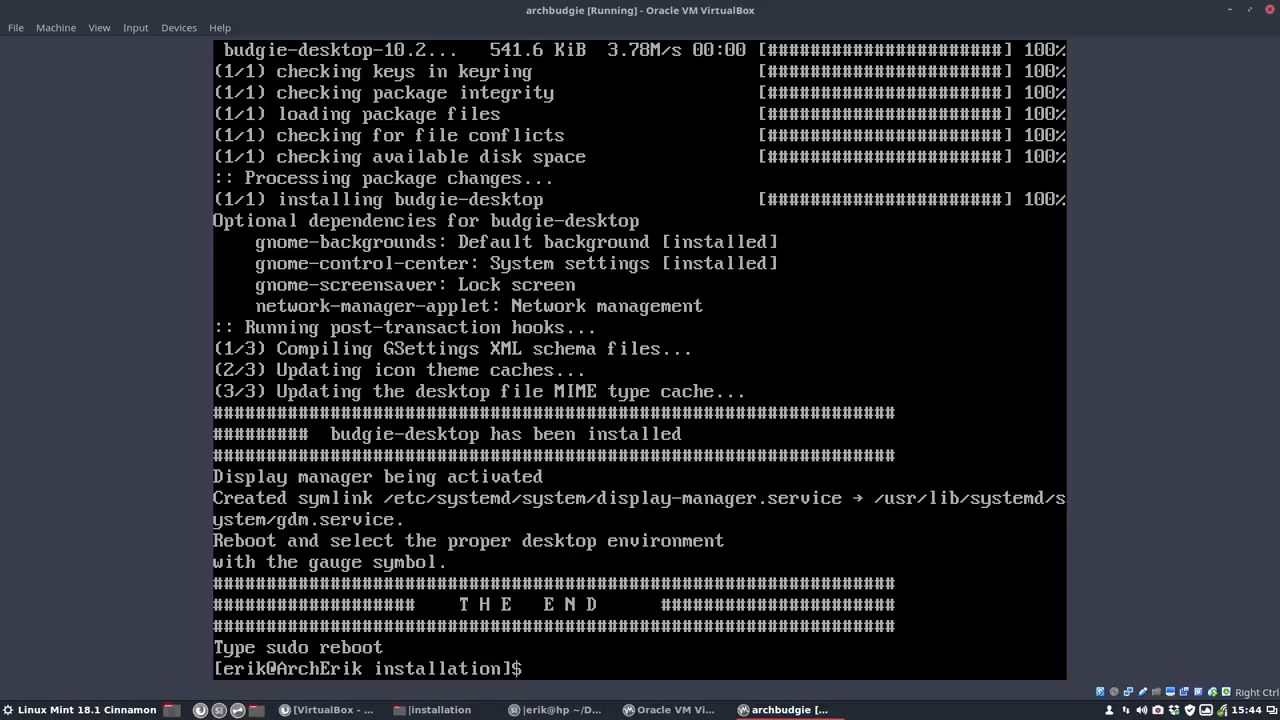 archbudgie [Running] - Oracle VM VirtualBox
File Machine View Input Devices Help
budgie-desktop-10.2... 541.6 KiB 3.78M/s 00:00 [######################] 100%
(1/1) checking keys in keyring [######################] 100%
(1/1) checking package integrity [######################] 100%
(1/1) loading package files [######################] 100%
(1/1) checking for file conflicts [######################] 100%
(1/1) checking available disk space [######################] 100%
:: Processing package changes...
(1/1) installing budgie-desktop [######################] 100%
Optional dependencies for budgie-desktop
gnome-backgrounds: Default background [installed]
gnome-control-center: System settings [installed]
gnome-screensaver: Lock screen
network-manager-applet: Network management
:: Running post-transaction hooks...
(1/3) Compiling GSettings XML schema files...
(2/3) Updating icon theme caches...
(3/3) Updating the desktop file MIME type cache...
################################################################
######### budgie-desktop has been installed
################################################################
Display manager being activated
Created symlink /etc/systemd/system/display-manager.service → /usr/lib/systemd/s
ystem/gdm.service.
Reboot and select the proper desktop environment
with the gauge symbol.
################################################################
################### T H E E N D ######################
################################################################
Type sudo reboot
[erik@ArchErik installation]$
Right Ctrl
Linux Mint 18.1 Cinnamon [VirtualBox - ... |installation |erik@hp ~/D... Oracle VM Vi... archbudgie [... 15:44